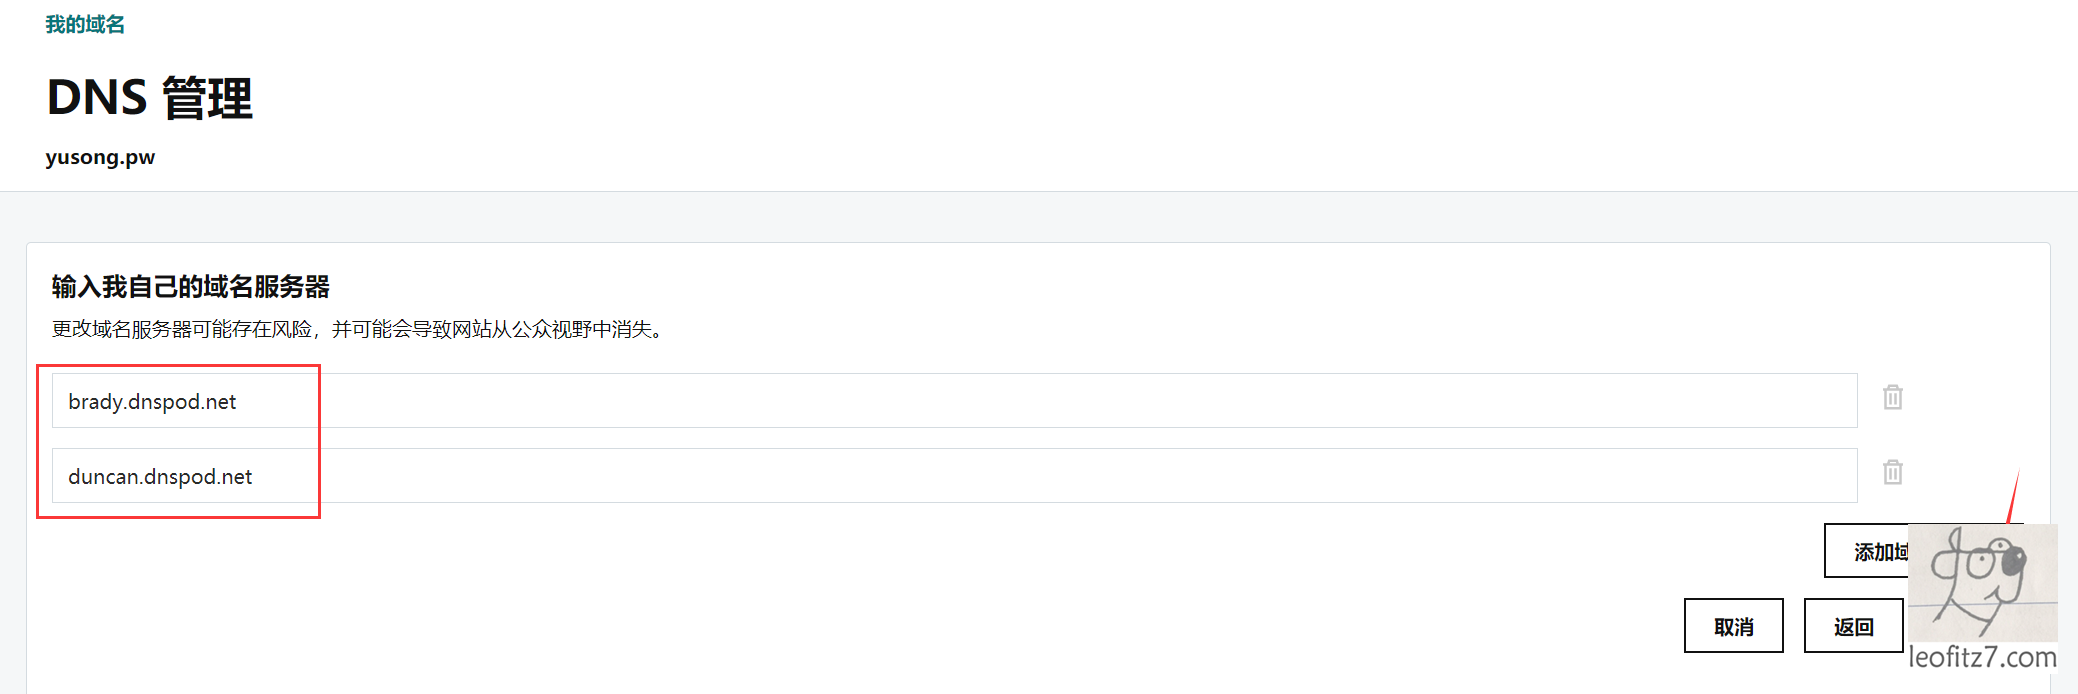 我的域名
DNS 管理
yusong.pw
输入我自己的域名服务器
更改域名服务器可能存在风险，并可能会导致网站从公众视野中消失。
brady.dnspod.net
duncan.dnspod.net
添加域
取消
返回
dog
leofitz7.com